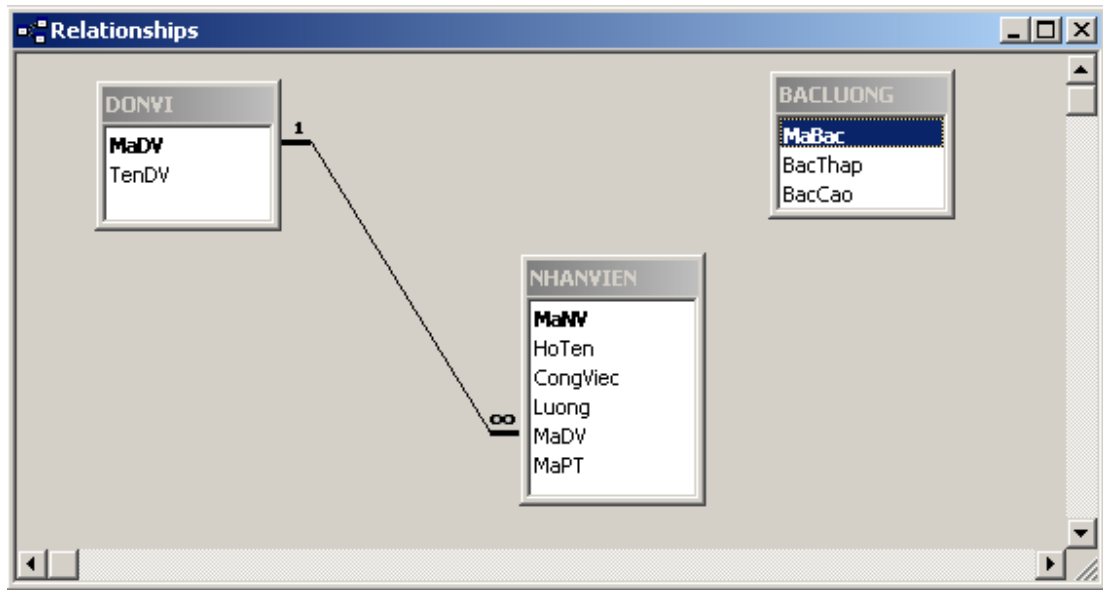 Relationships
DONVI
MaDV
TenDV
1
∞
BACLUONG
MaBac
BacThap
BacCao
NHANVIEN
MaNV
HoTen
CongViec
Luong
MaDV
MaPT